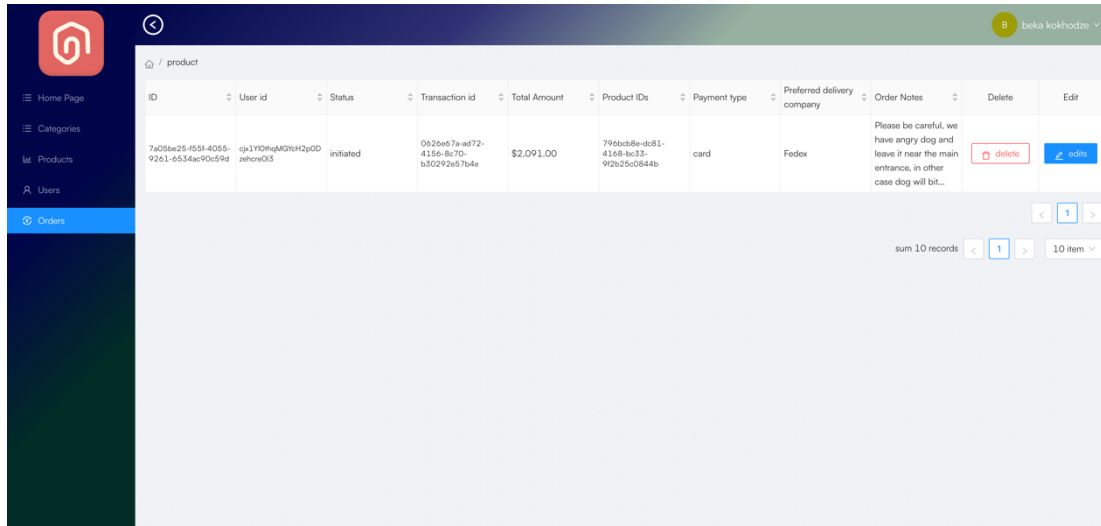 B beka kokhodze
/ product
Home Page
Categories
Products
Users
Orders
ID User id Status Transaction id Total Amount Product IDs Payment type Preferred delivery company Order Notes Delete Edit
7a05be25-f55f-4055-
9261-6534ac90c59d
cjx1YI0thqMGYcH2p0D
zehcre0I3
initiated
0626e67a-ad72-
4156-8c70-
b30292e57b4e
$2,091.00
796bcb8e-dc81-
4168-bc33-
9f2b25c0844b
card
Fedex
Please be careful, we
have angry dog and
leave it near the main
entrance, in other
case dog will bit...
delete
edits
< 1 >
sum 10 records < 1 > 10 item